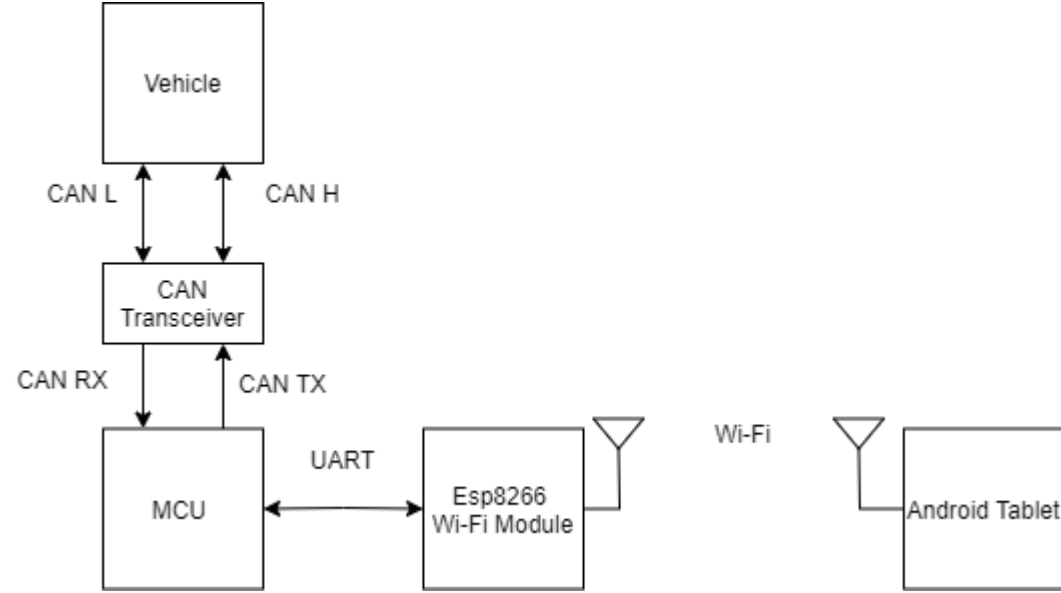 Vehicle
CAN L
CAN H
CAN
Transceiver
CAN RX
CAN TX
Wi-Fi
UART
MCU
Esp8266
Wi-Fi Module
Android Tablet